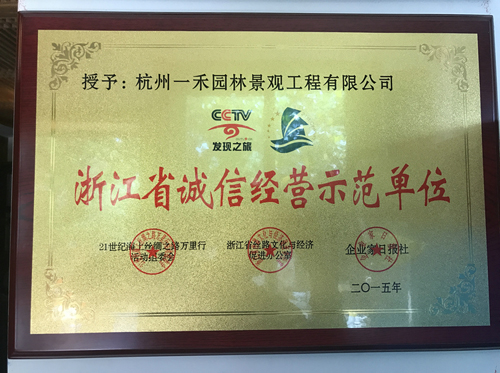 授予：杭州一禾园林景观工程有限公司
CCTV
发现之旅
浙江省诚信经营示范单位
21世纪海上丝绸之路万里行
活动组委会
浙江省丝路文化与经济
促进办公室
企业家日报社
二〇一五年